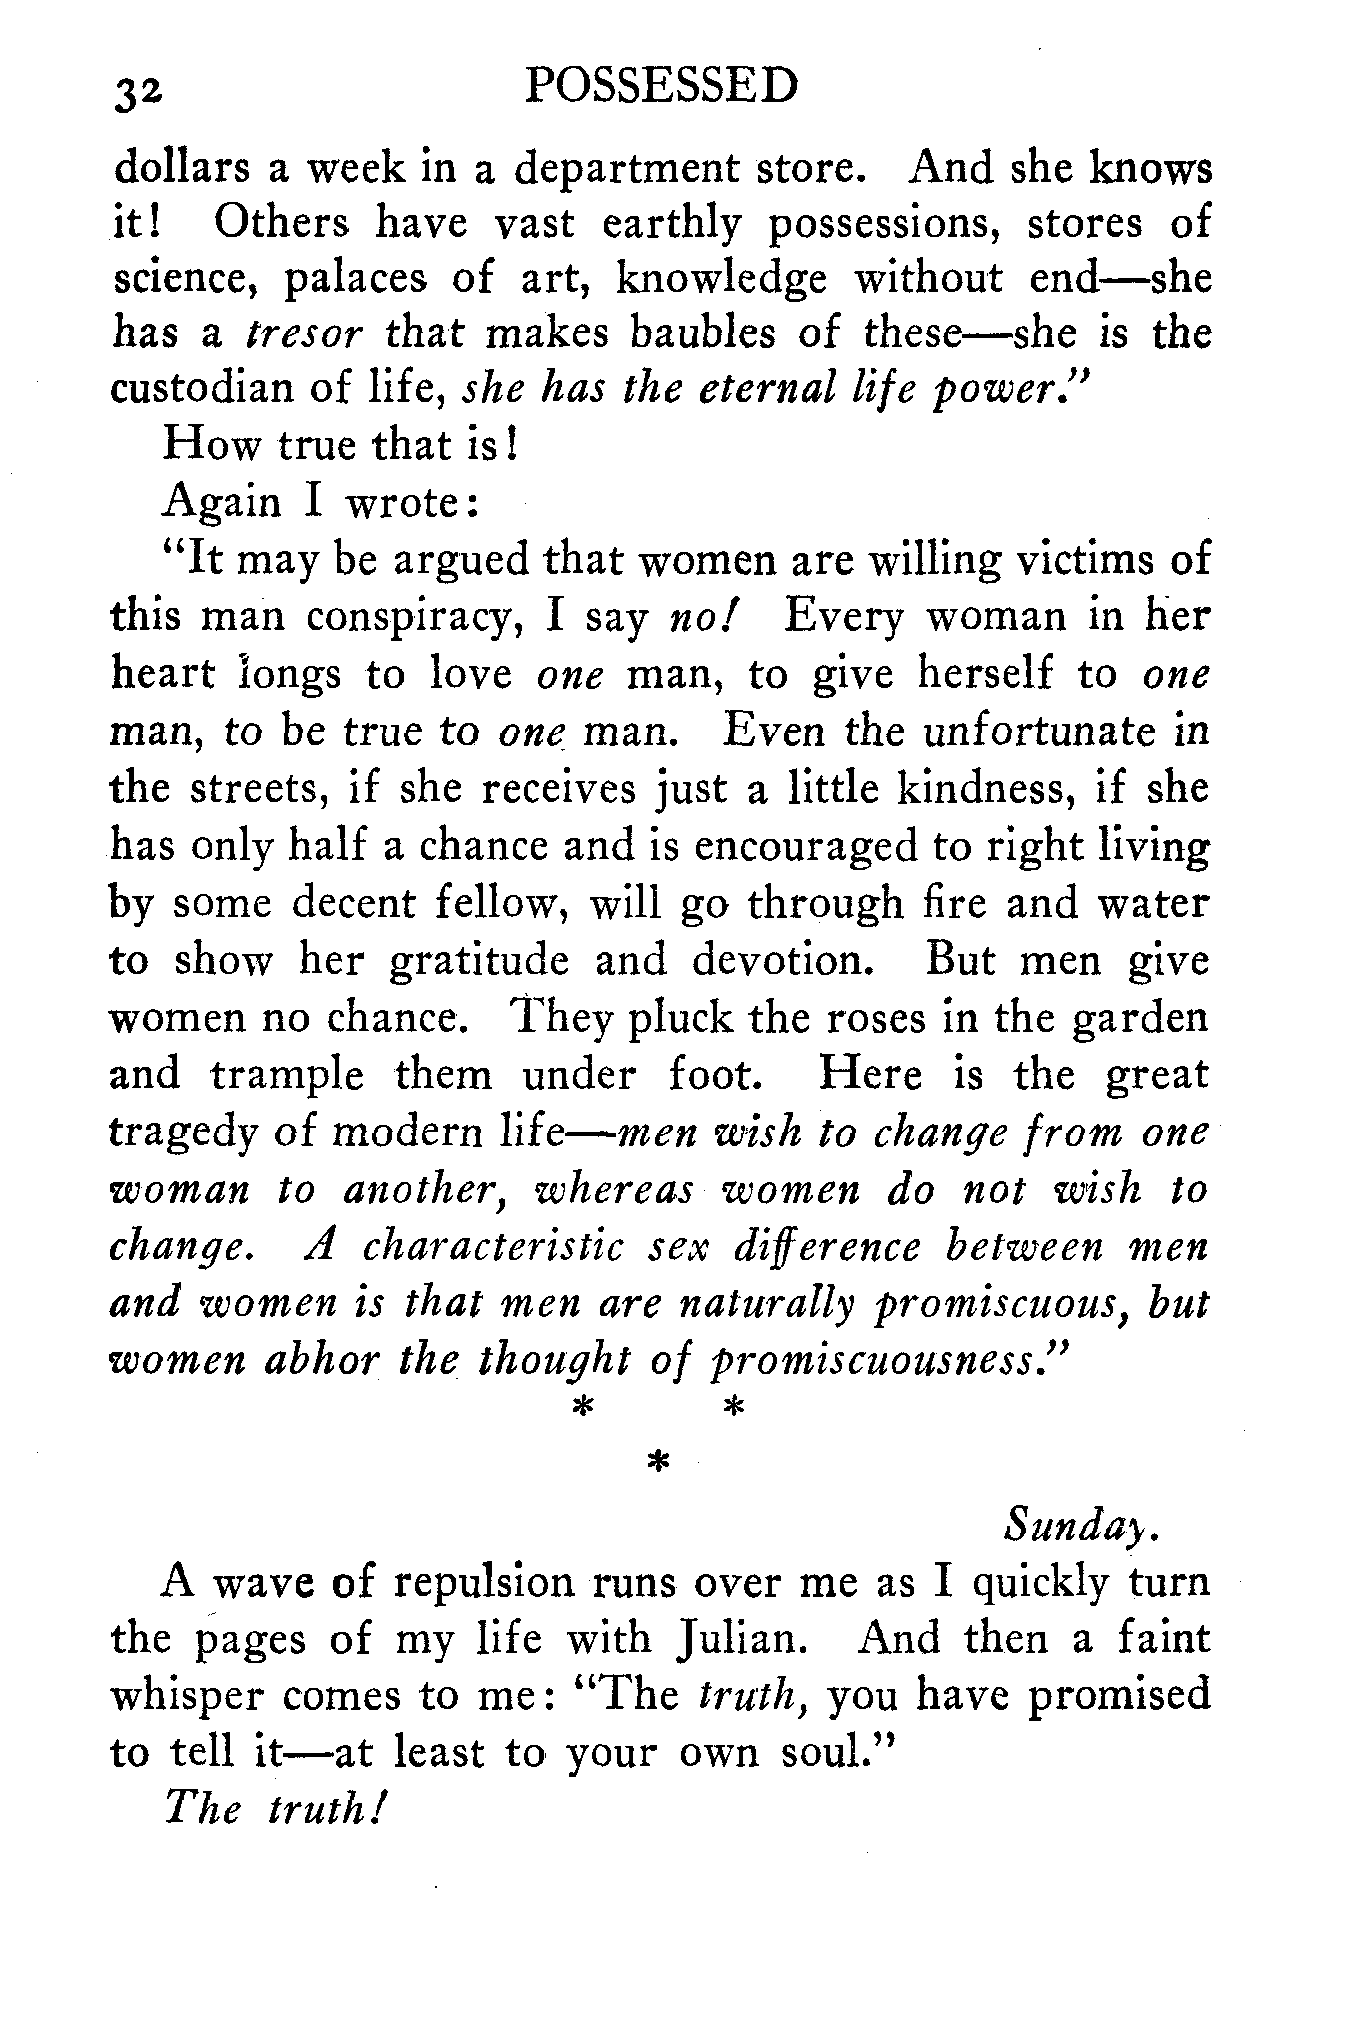 32 POSSESSED
dollars a week in a department store. And she knows
it! Others have vast earthly possessions, stores of
science, palaces of art, knowledge without end—she
has a tresor that makes baubles of these—she is the
custodian of life, she has the eternal life power."
How true that is!
Again I wrote:
"It may be argued that women are willing victims of
this man conspiracy, I say no! Every woman in her
heart longs to love one man, to give herself to one
man, to be true to one man. Even the unfortunate in
the streets, if she receives just a little kindness, if she
has only half a chance and is encouraged to right living
by some decent fellow, will go through fire and water
to show her gratitude and devotion. But men give
women no chance. They pluck the roses in the garden
and trample them under foot. Here is the great
tragedy of modern life—men wish to change from one
woman to another, whereas women do not wish to
change. A characteristic sex difference between men
and women is that men are naturally promiscuous, but
women abhor the thought of promiscuousness."
* *
*
Sunday.
A wave of repulsion runs over me as I quickly turn
the pages of my life with Julian. And then a faint
whisper comes to me: "The truth, you have promised
to tell it—at least to your own soul."
The truth!